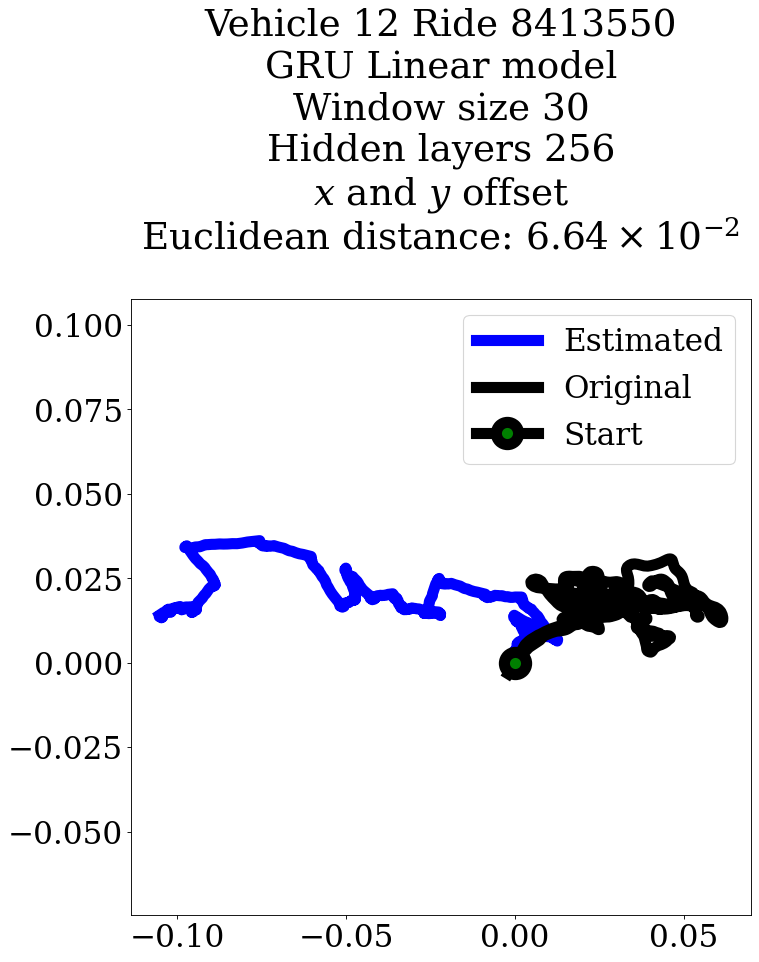 Vehicle 12 Ride 8413550
GRU Linear model
Window size 30
Hidden layers 256
x and y offset
Euclidean distance: 6.64 × 10⁻²
Estimated
Original
Start
0.100
0.075
0.050
0.025
0.000
−0.025
−0.050
−0.10 −0.05 0.00 0.05